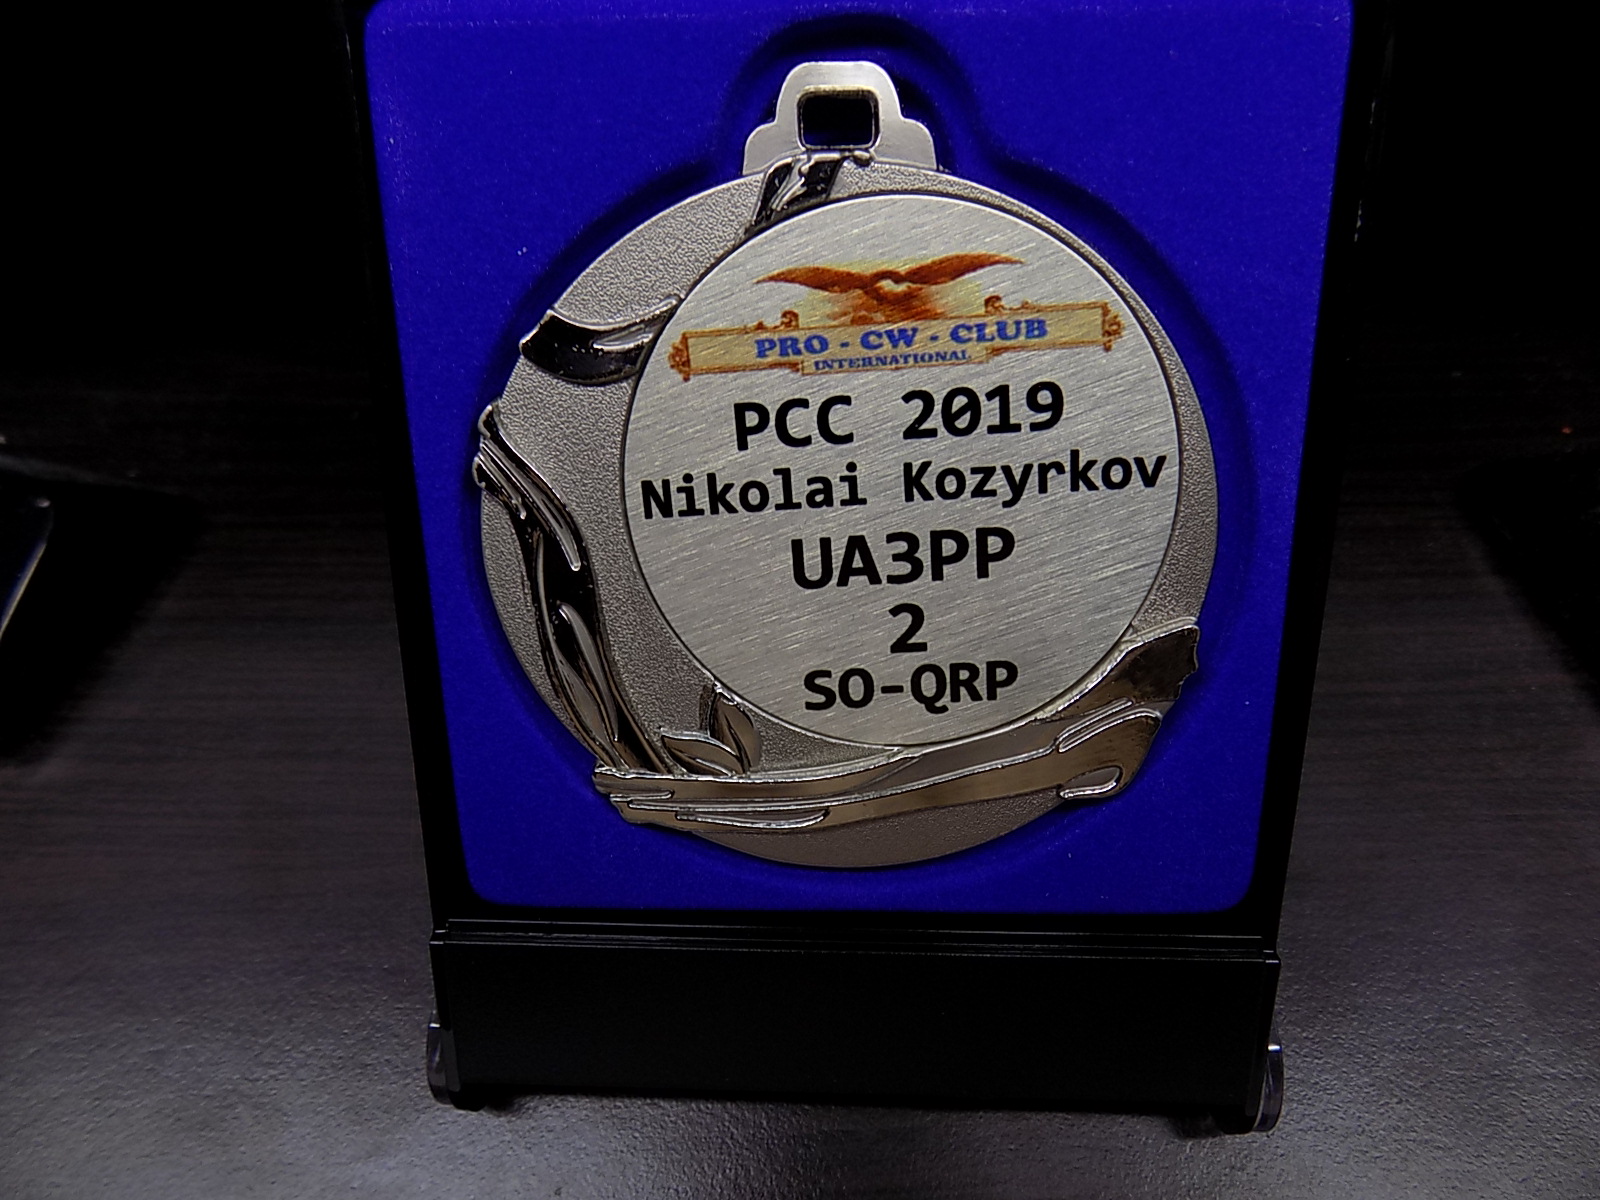 PRO - CW - CLUB
INTERNATIONAL
PCC 2019
Nikolai Kozyrkov
UA3PP
2
SO-QRP